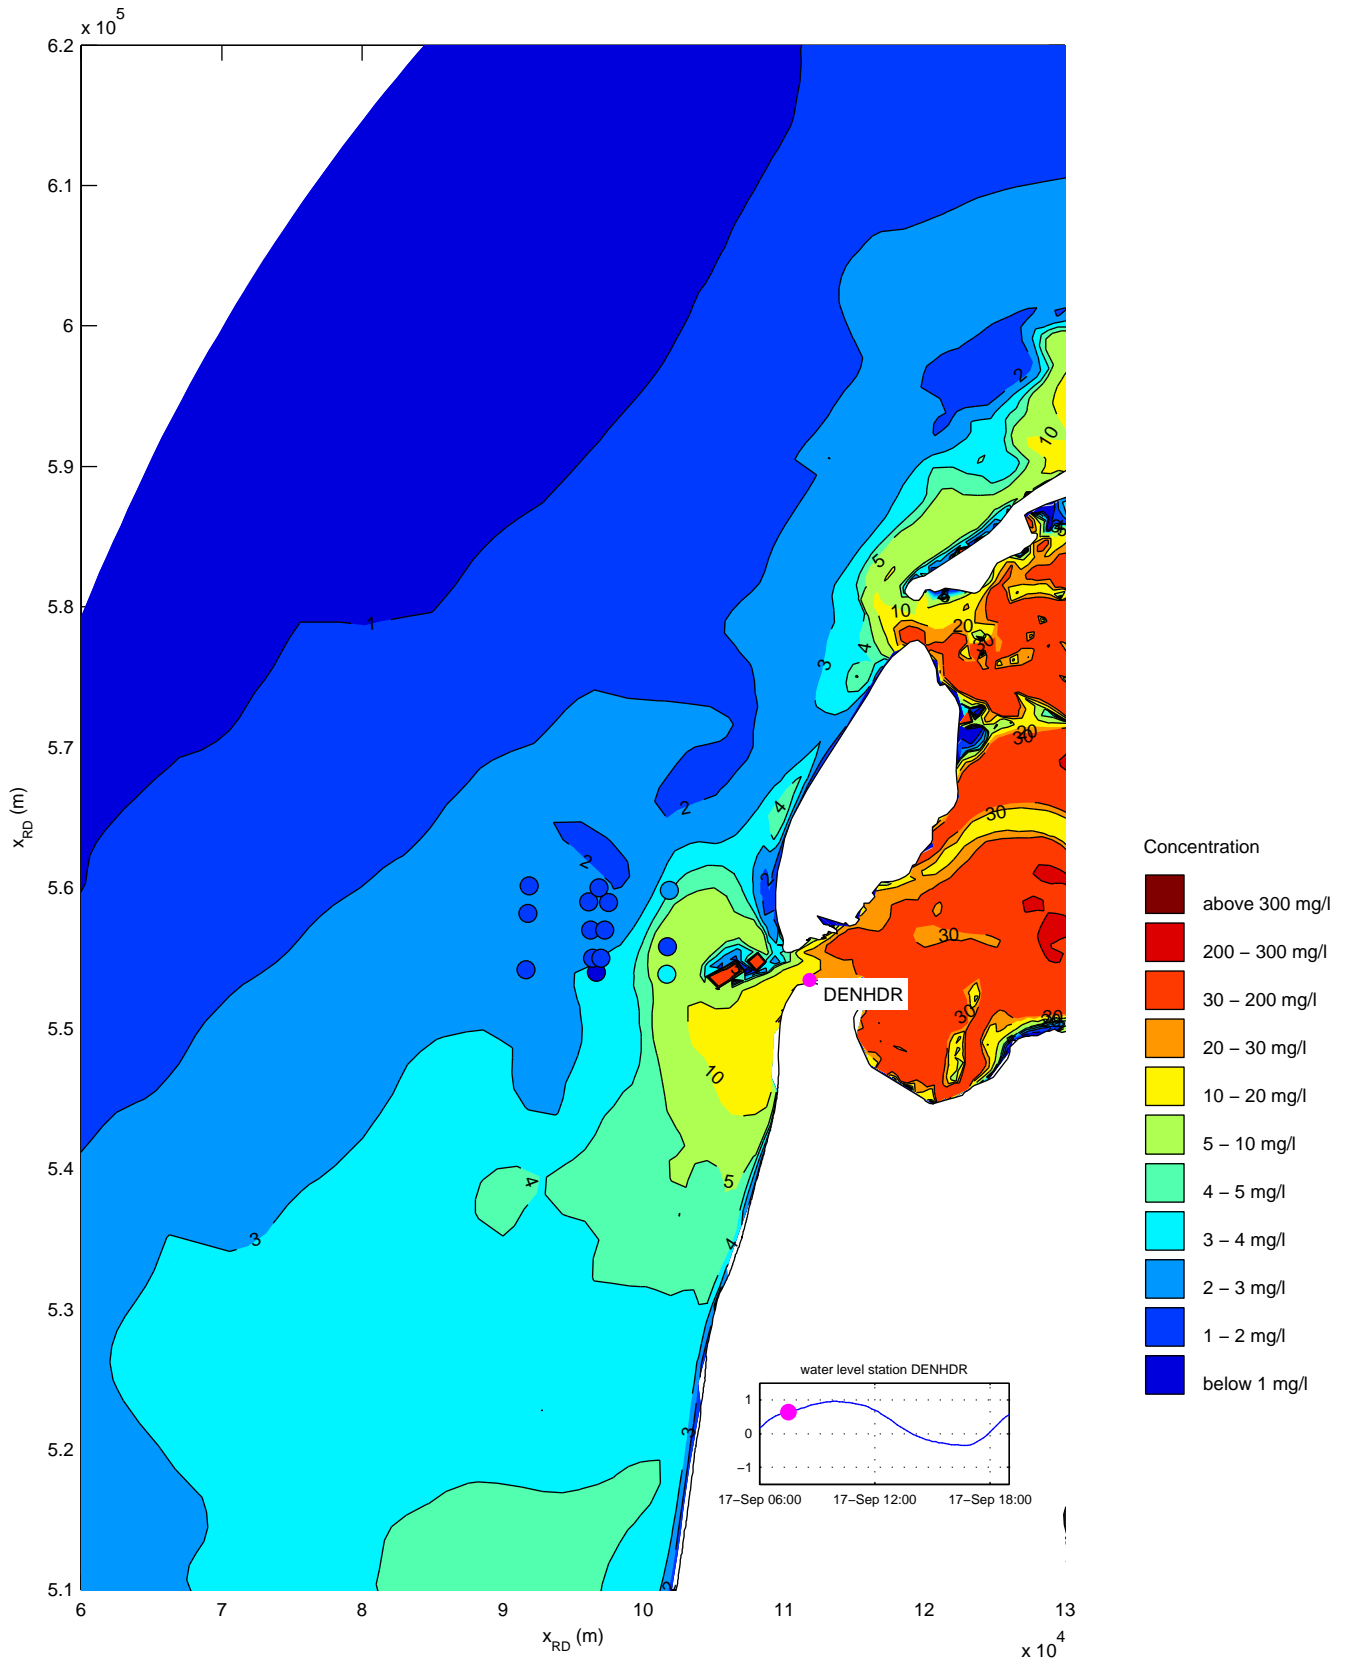 x 10^5
6.2
6.1
6
5.9
5.8
5.7
5.6
5.5
5.4
5.3
5.2
5.1
x_RD (m)
2
10
5
10
20
30
4
3
1
30
2
4
30
2
2
30
30
30
10
5
4
3
4
3
2
DENHDR
water level station DENHDR
1
0
−1
17−Sep 06:00
17−Sep 12:00
17−Sep 18:00
6
7
8
9
10
11
12
13
x_RD (m)
x 10^4
Concentration
above 300 mg/l
200 − 300 mg/l
30 − 200 mg/l
20 − 30 mg/l
10 − 20 mg/l
5 − 10 mg/l
4 − 5 mg/l
3 − 4 mg/l
2 − 3 mg/l
1 − 2 mg/l
below 1 mg/l